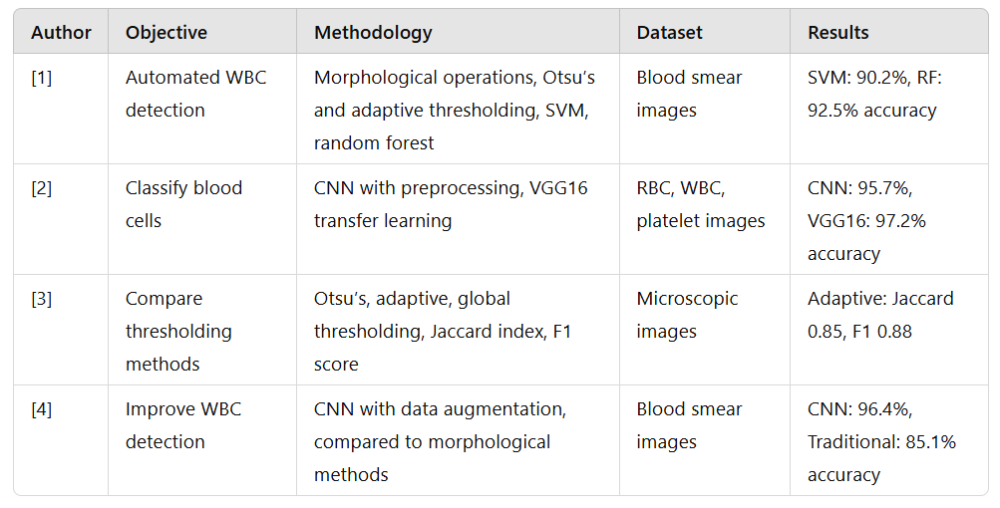 Author Objective Methodology Dataset Results
[1] Automated WBC Morphological operations, Otsu’s Blood smear SVM: 90.2%, RF:
detection and adaptive thresholding, SVM, images 92.5% accuracy
random forest
[2] Classify blood CNN with preprocessing, VGG16 RBC, WBC, CNN: 95.7%,
cells transfer learning platelet images VGG16: 97.2%
accuracy
[3] Compare Otsu’s, adaptive, global Microscopic Adaptive: Jaccard
thresholding thresholding, Jaccard index, F1 images 0.85, F1 0.88
methods score
[4] Improve WBC CNN with data augmentation, Blood smear CNN: 96.4%,
detection compared to morphological images Traditional: 85.1%
methods accuracy